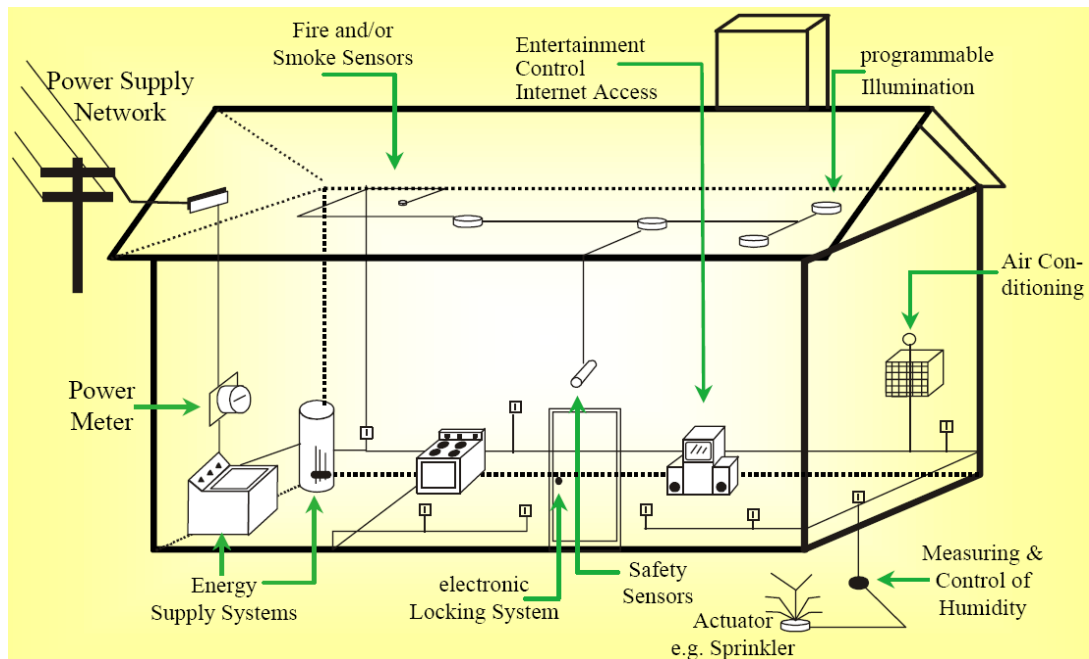 Fire and/or
Smoke Sensors
Entertainment
Control
Internet Access
programmable
Illumination
Power Supply
Network
Air Con-
ditioning
Power
Meter
Energy
Supply Systems
electronic
Locking System
Safety
Sensors
Measuring &
Control of
Humidity
Actuator
e.g. Sprinkler